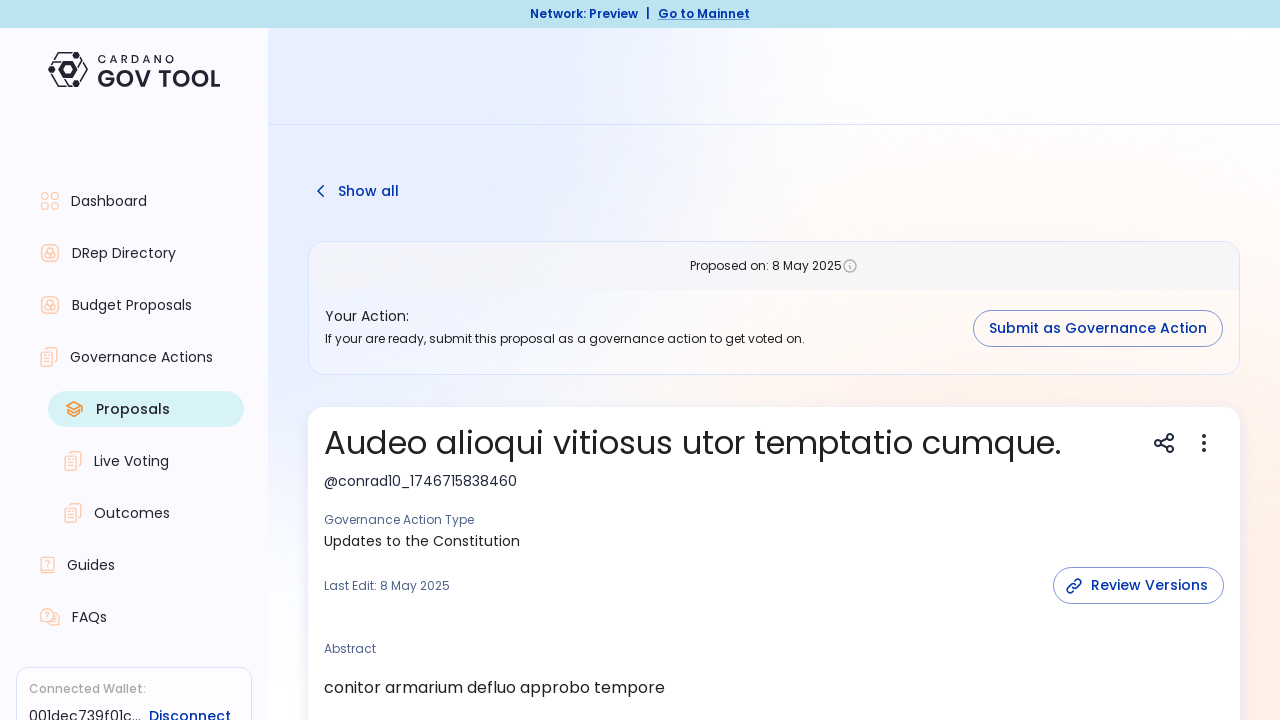 Network: Preview | Go to Mainnet
CARDANO
GOV TOOL
Dashboard
DRep Directory
Budget Proposals
Governance Actions
Proposals
Live Voting
Outcomes
Guides
FAQs
Connected Wallet:
001dec739f01c... Disconnect
Show all
Proposed on: 8 May 2025
Your Action:
If your are ready, submit this proposal as a governance action to get voted on.
Submit as Governance Action
Audeo alioqui vitiosus utor temptatio cumque.
@conrad10_1746715838460
Governance Action Type
Updates to the Constitution
Last Edit: 8 May 2025
Review Versions
Abstract
conitor armarium defluo approbo tempore